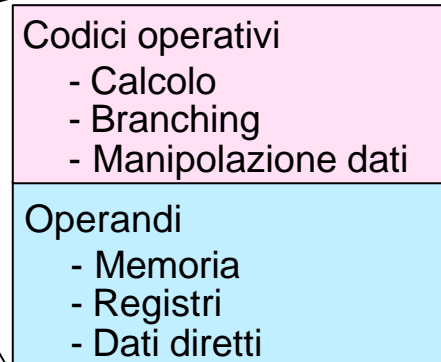 Codici operativi
- Calcolo
- Branching
- Manipolazione dati
Operandi
- Memoria
- Registri
- Dati diretti